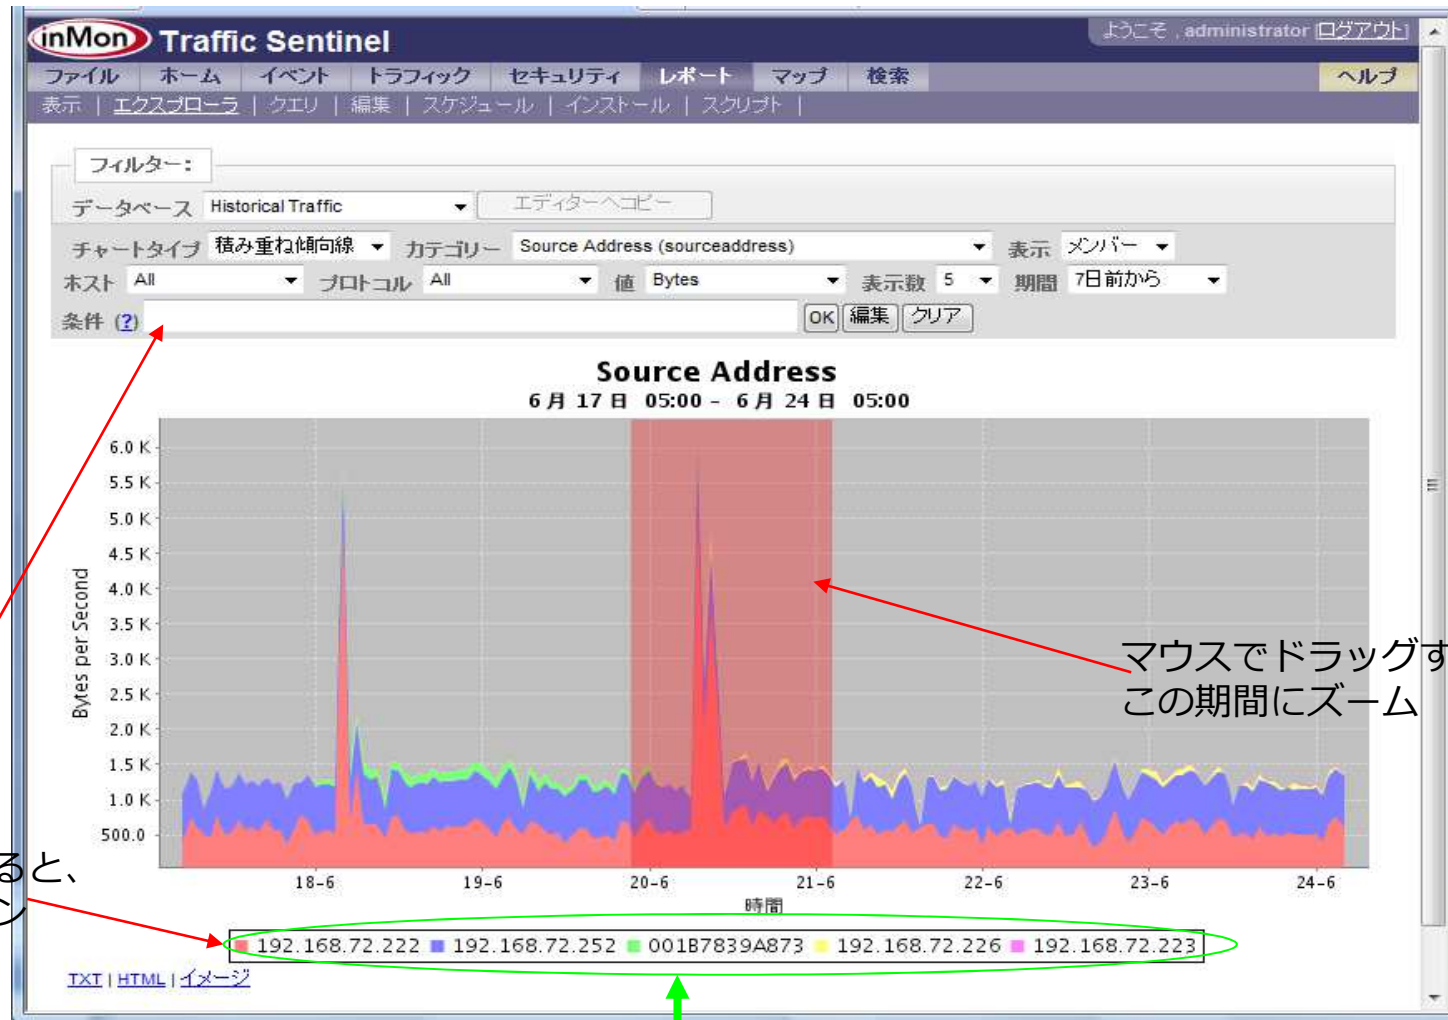 inMon Traffic Sentinel
ようこそ , administrator [ログアウト]
ファイル ホーム イベント トラフィック セキュリティ レポート マップ 検索 ヘルプ
表示 | エクスプローラ | クエリ | 編集 | スケジュール | インストール | スクリプト |
フィルター:
データベース Historical Traffic エディターへコピー
チャートタイプ 積み重ね傾向線 カテゴリー Source Address (sourceaddress) 表示 メンバー
ホスト All プロトコル All 値 Bytes 表示数 5 期間 7日前から
条件 (?) OK 編集 クリア
Source Address
6月 17日 05:00 - 6月 24日 05:00
6.0 K
5.5 K
5.0 K
4.5 K
4.0 K
3.5 K
3.0 K
2.5 K
2.0 K
1.5 K
1.0 K
500.0
Bytes per Second
マウスでドラッグす
この期間にズーム
ると、
ン
18-6 19-6 20-6 21-6 22-6 23-6 24-6
時間
192.168.72.222 192.168.72.252 001B7839A873 192.168.72.226 192.168.72.223
TXT | HTML | イメージ